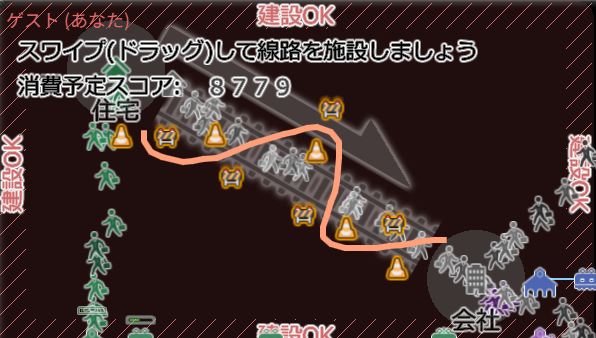 建設OK
ゲスト(あなた)
スワイプ(ドラッグ)して線路を施設しましょう
消費予定スコア: 8779
住宅
建設OK
建設OK
会社
建設OK